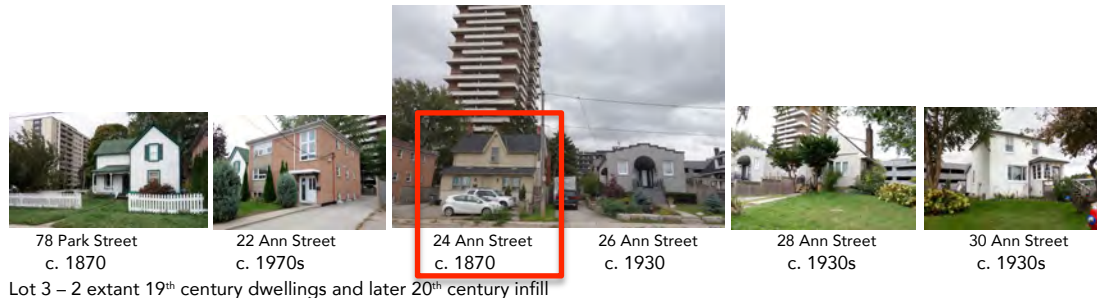 78 Park Street 22 Ann Street 24 Ann Street 26 Ann Street 28 Ann Street 30 Ann Street
c. 1870 c. 1970s c. 1870 c. 1930 c. 1930s c. 1930s
Lot 3 – 2 extant 19th century dwellings and later 20th century infill